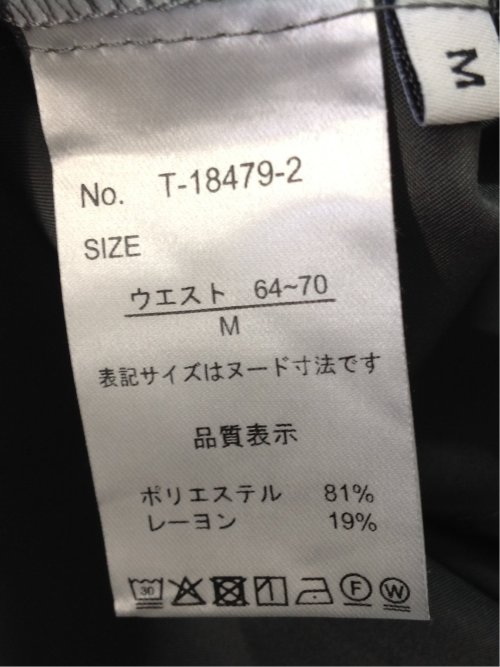 M
No. T-18479-2
SIZE
ウエスト 64~70
M
表記サイズはヌード寸法です
品質表示
ポリエステル 81%
レーヨン 19%
30 F W